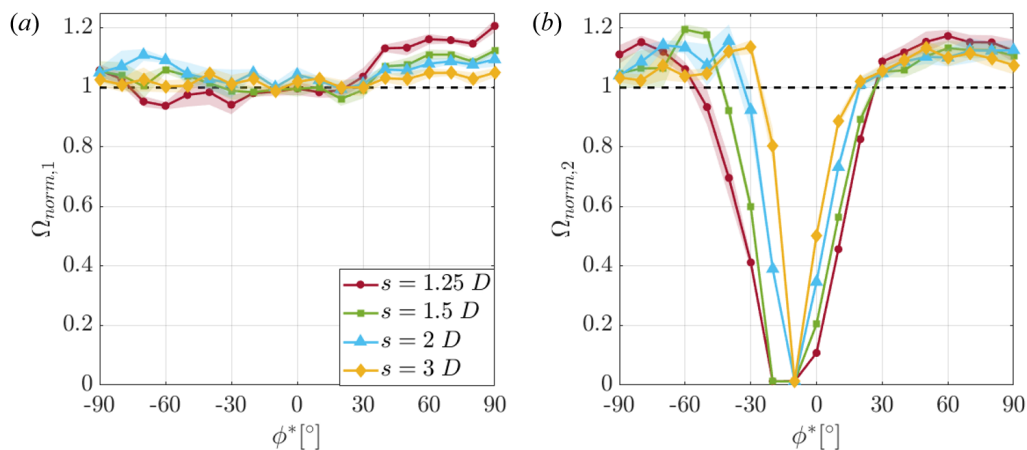 (a)
1.2
1
0.8
0.6
0.4
0.2
0
Ωnorm,1
s = 1.25 D
s = 1.5 D
s = 2 D
s = 3 D
-90 -60 -30 0 30 60 90
ϕ*[°]
(b)
1.2
1
0.8
0.6
0.4
0.2
0
Ωnorm,2
-90 -60 -30 0 30 60 90
ϕ*[°]